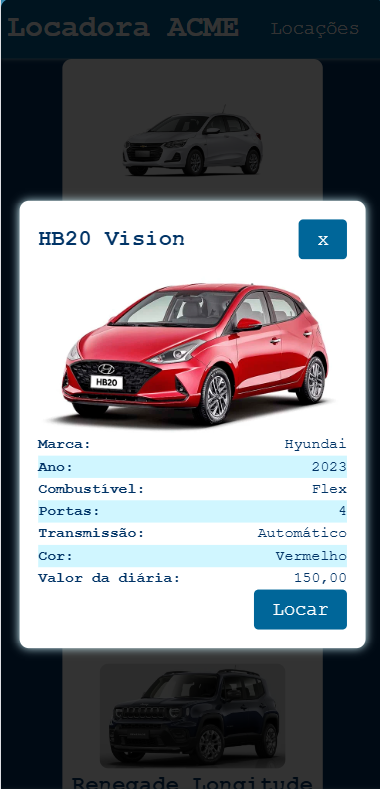 Locadora ACME Locações
HB20 Vision x
HB20
Marca: Hyundai
Ano: 2023
Combustível: Flex
Portas: 4
Transmissão: Automático
Cor: Vermelho
Valor da diária: 150,00
Locar
Renegade Longitude